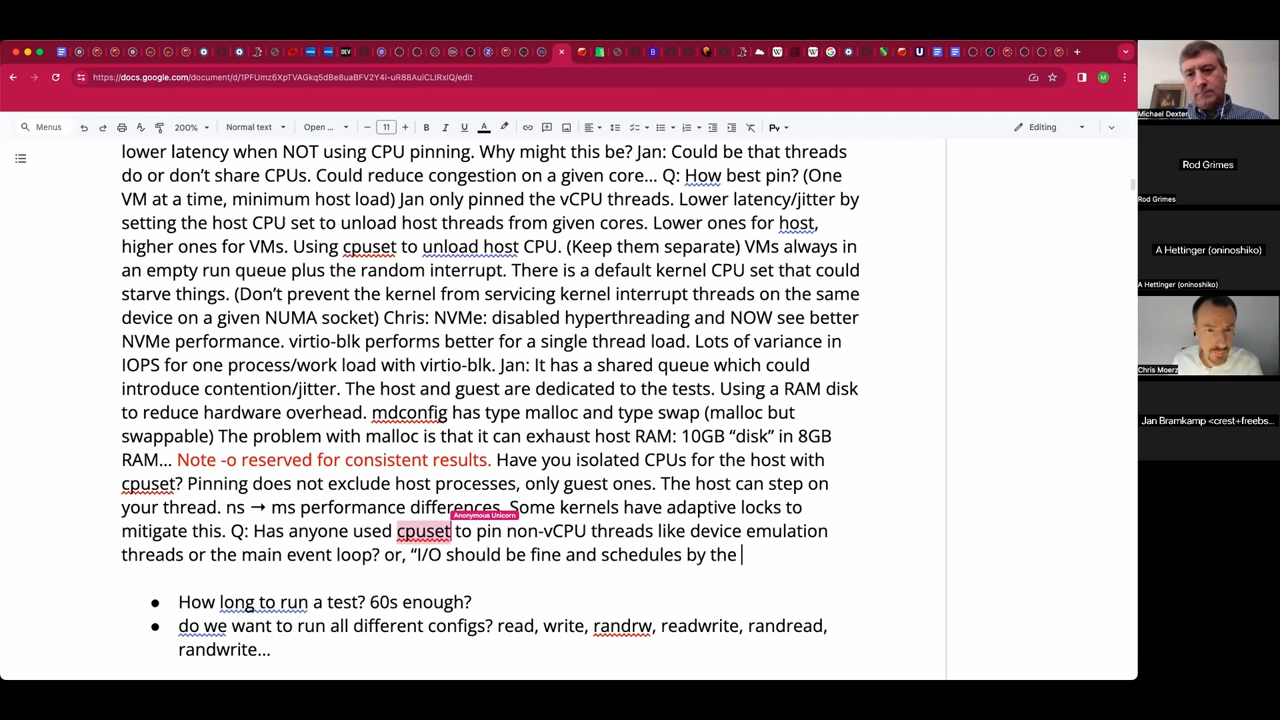 https://docs.google.com/document/d/1PFUmz6XpTVAGkq5dBe8uaBFV2Y4i-uR88AuiCLIRxIQ/edit
Menus
200%
Normal text
Open ...
11
Editing
lower latency when NOT using CPU pinning. Why might this be? Jan: Could be that threads
do or don’t share CPUs. Could reduce congestion on a given core... Q: How best pin? (One
VM at a time, minimum host load) Jan only pinned the vCPU threads. Lower latency/jitter by
setting the host CPU set to unload host threads from given cores. Lower ones for host,
higher ones for VMs. Using cpuset to unload host CPU. (Keep them separate) VMs always in
an empty run queue plus the random interrupt. There is a default kernel CPU set that could
starve things. (Don’t prevent the kernel from servicing kernel interrupt threads on the same
device on a given NUMA socket) Chris: NVMe: disabled hyperthreading and NOW see better
NVMe performance. virtio-blk performs better for a single thread load. Lots of variance in
IOPS for one process/work load with virtio-blk. Jan: It has a shared queue which could
introduce contention/jitter. The host and guest are dedicated to the tests. Using a RAM disk
to reduce hardware overhead. mdconfig has type malloc and type swap (malloc but
swappable) The problem with malloc is that it can exhaust host RAM: 10GB “disk” in 8GB
RAM... Note -o reserved for consistent results. Have you isolated CPUs for the host with
cpuset? Pinning does not exclude host processes, only guest ones. The host can step on
your thread. ns → ms performance differences. Some kernels have adaptive locks to
Anonymous Unicorn
mitigate this. Q: Has anyone used cpuset to pin non-vCPU threads like device emulation
threads or the main event loop? or, “I/O should be fine and schedules by the
● How long to run a test? 60s enough?
● do we want to run all different configs? read, write, randrw, readwrite, randread,
randwrite...
Michael Dexter
Rod Grimes
Rod Grimes
A Hettinger (oninoshiko)
A Hettinger (oninoshiko)
Chris Moerz
Jan Bramkamp <crest+freebs...